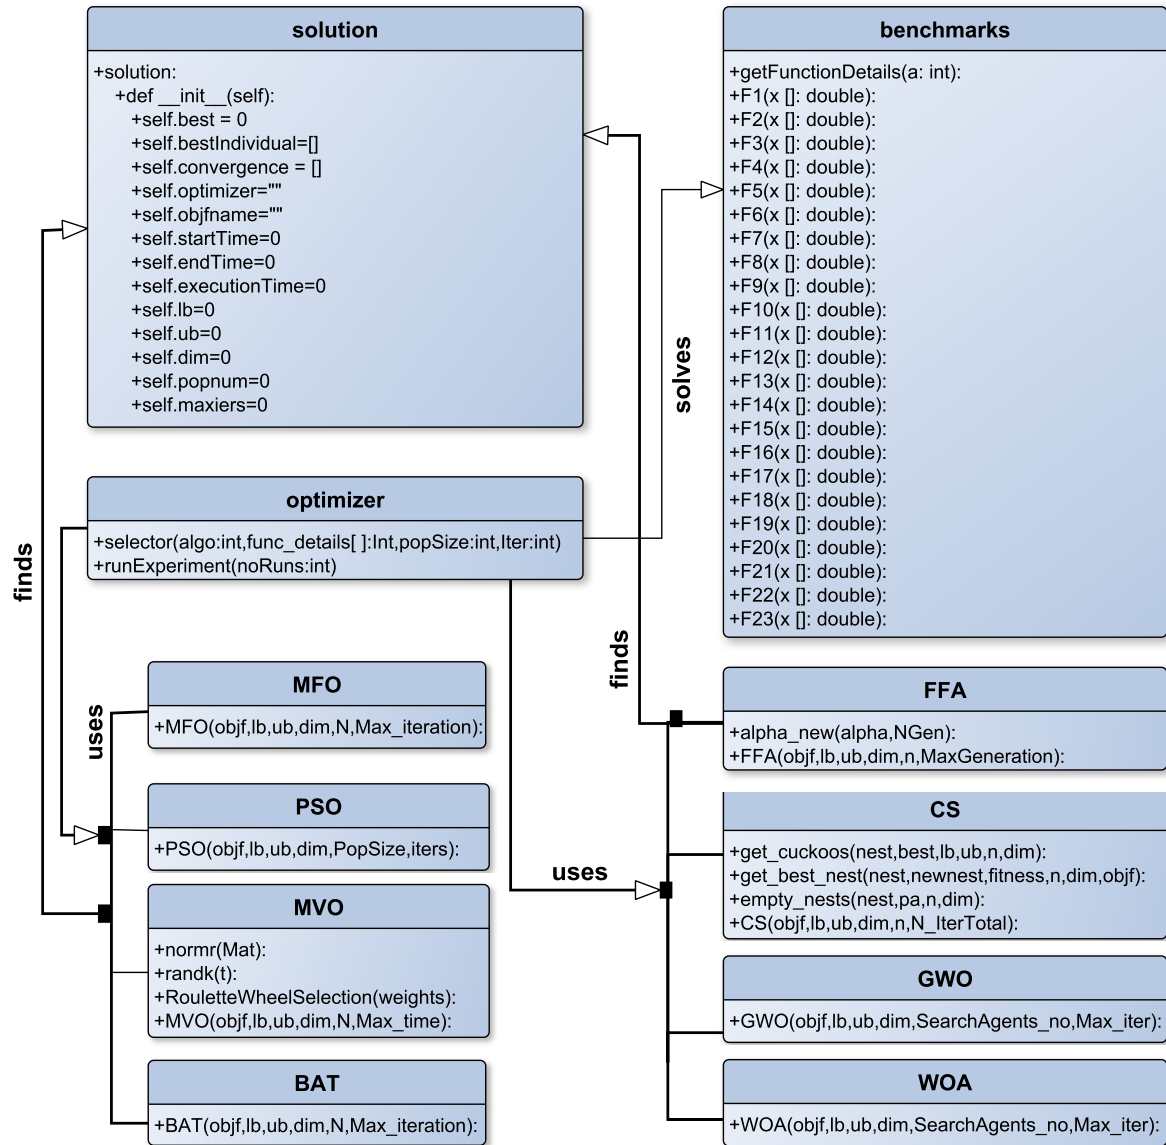 solution
+solution:
+def __init__(self):
+self.best = 0
+self.bestIndividual=[]
+self.convergence = []
+self.optimizer=""
+self.objfname=""
+self.startTime=0
+self.endTime=0
+self.executionTime=0
+self.lb=0
+self.ub=0
+self.dim=0
+self.popnum=0
+self.maxiers=0
benchmarks
+getFunctionDetails(a: int):
+F1(x []: double):
+F2(x []: double):
+F3(x []: double):
+F4(x []: double):
+F5(x []: double):
+F6(x []: double):
+F7(x []: double):
+F8(x []: double):
+F9(x []: double):
+F10(x []: double):
+F11(x []: double):
+F12(x []: double):
+F13(x []: double):
+F14(x []: double):
+F15(x []: double):
+F16(x []: double):
+F17(x []: double):
+F18(x []: double):
+F19(x []: double):
+F20(x []: double):
+F21(x []: double):
+F22(x []: double):
+F23(x []: double):
solves
optimizer
+selector(algo:int,func_details[ ]:Int,popSize:int,Iter:int)
+runExperiment(noRuns:int)
finds
finds
uses
uses
MFO
+MFO(objf,lb,ub,dim,N,Max_iteration):
PSO
+PSO(objf,lb,ub,dim,PopSize,iters):
MVO
+normr(Mat):
+randk(t):
+RouletteWheelSelection(weights):
+MVO(objf,lb,ub,dim,N,Max_time):
BAT
+BAT(objf,lb,ub,dim,N,Max_iteration):
FFA
+alpha_new(alpha,NGen):
+FFA(objf,lb,ub,dim,n,MaxGeneration):
CS
+get_cuckoos(nest,best,lb,ub,n,dim):
+get_best_nest(nest,newnest,fitness,n,dim,objf):
+empty_nests(nest,pa,n,dim):
+CS(objf,lb,ub,dim,n,N_IterTotal):
GWO
+GWO(objf,lb,ub,dim,SearchAgents_no,Max_iter):
WOA
+WOA(objf,lb,ub,dim,SearchAgents_no,Max_iter):